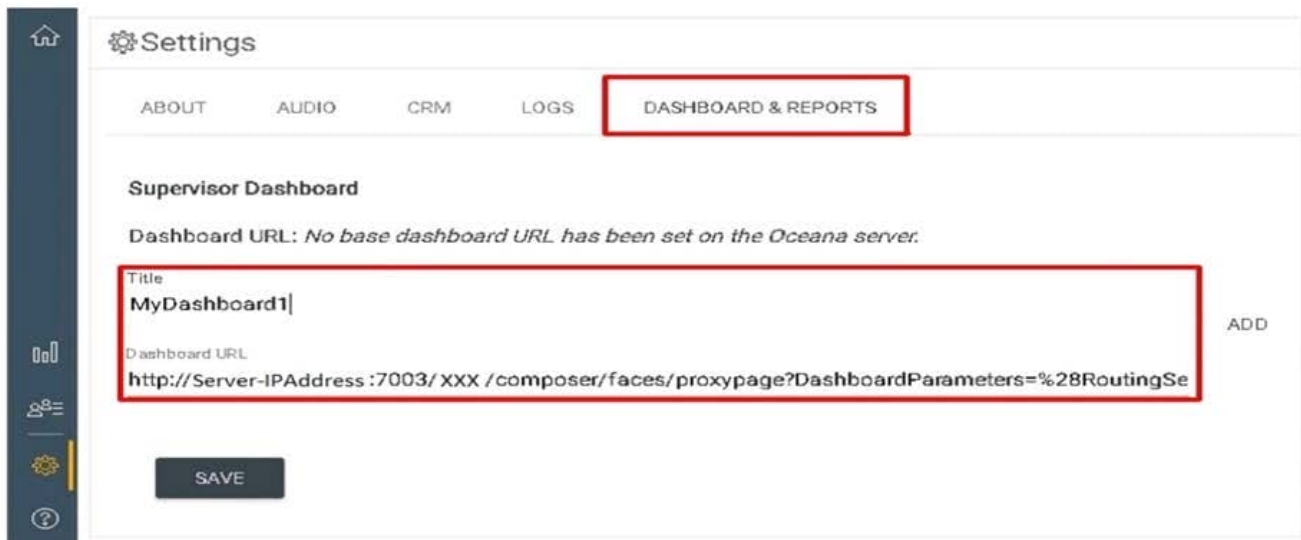 Settings
ABOUT AUDIO CRM LOGS DASHBOARD & REPORTS
Supervisor Dashboard
Dashboard URL: No base dashboard URL has been set on the Oceana server.
Title
MyDashboard1
ADD
Dashboard URL
http://Server-IPAddress:7003/XXX/composer/faces/proxypage?DashboardParameters=%28RoutingSe
SAVE